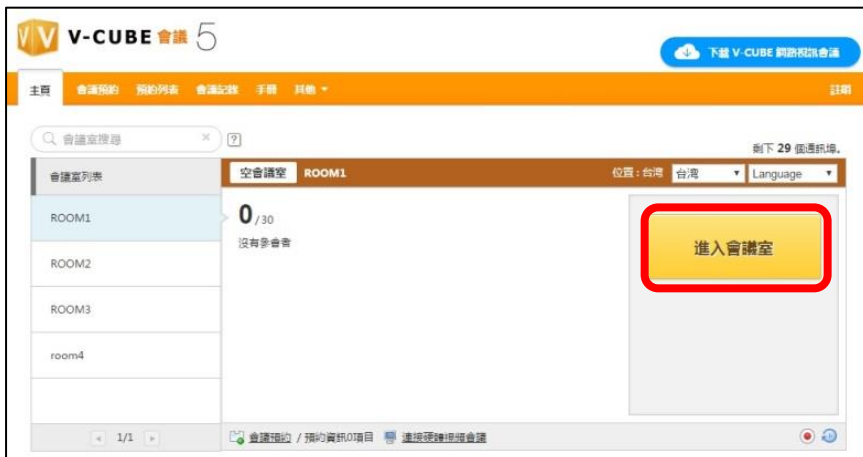 V-CUBE 會議 5
下載 V-CUBE 網路視訊會議
主頁 會議預約 預約列表 會議記錄 手冊 其他
註銷
會議室搜尋 × ?
剩下 29 個通訊埠。
會議室列表
空會議室 ROOM1 位置:台灣 台灣 Language
ROOM1
0/30
沒有參會者
進入會議室
ROOM2
ROOM3
room4
1/1
會議預約 / 預約資訊0項目 連接硬體視頻會議